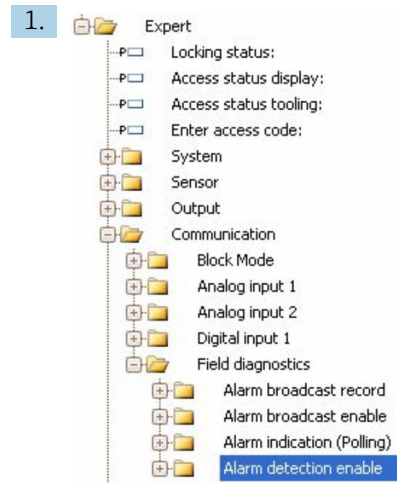 1.
Expert
Locking status:
Access status display:
Access status tooling:
Enter access code:
System
Sensor
Output
Communication
Block Mode
Analog input 1
Analog input 2
Digital input 1
Field diagnostics
Alarm broadcast record
Alarm broadcast enable
Alarm indication (Polling)
Alarm detection enable